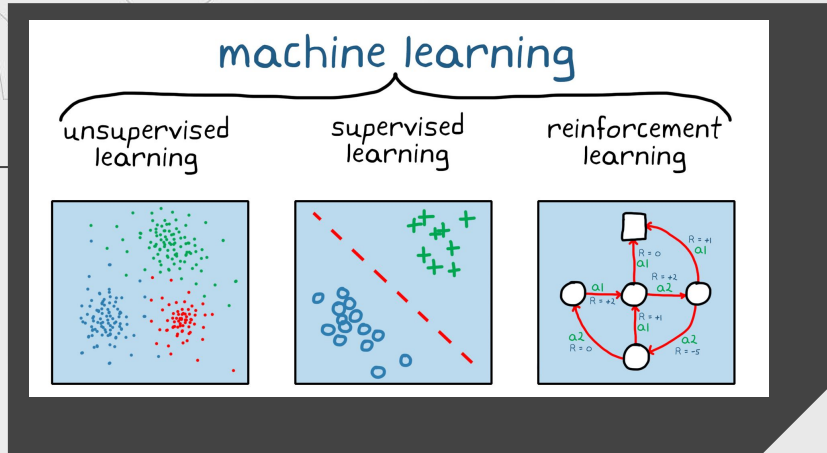 machine learning
unsupervised
learning
supervised
learning
reinforcement
learning
R = 0
a1
R = +1
a1
a1
R = +2
R = +2
a2
R = +1
a1
a2
R = 0
a2
R = -5